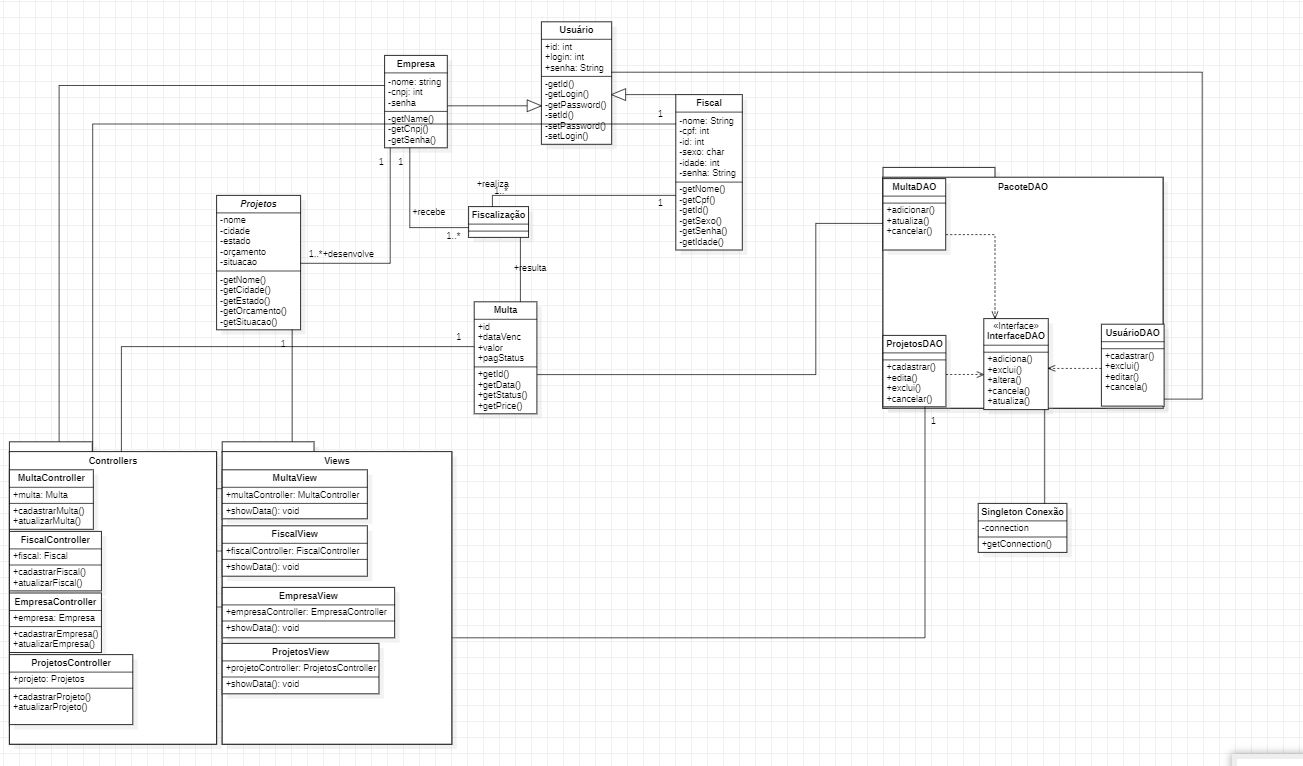 Usuário
+id: int
+login: int
+senha: String
-getId()
-getLogin()
-getPassword()
-setId()
-setPassword()
-setLogin()
Empresa
-nome: string
-cnpj: int
-senha
-getName()
-getCnpj()
-getSenha()
Fiscal
-nome: String
-cpf: int
-id: int
-sexo: char
-idade: int
-senha: String
-getNome()
-getCpf()
-getId()
-getSexo()
-getSenha()
-getIdade()
1
1
1
1
+realiza
1..*
+recebe
1..*
Fiscalização
+resulta
Projetos
-nome
-cidade
-estado
-orçamento
-situacao
-getNome()
-getCidade()
-getEstado()
-getOrcamento()
-getSituacao()
1..*
+desenvolve
1
1
Multa
+id
+dataVenc
+valor
+pagStatus
+getId()
+getData()
+getStatus()
+getPrice()
PacoteDAO
MultaDAO
+adicionar()
+atualiza()
+cancelar()
«Interface»
InterfaceDAO
+adiciona()
+exclui()
+altera()
+cancela()
+atualiza()
UsuárioDAO
+cadastrar()
+exclui()
+editar()
+cancela()
ProjetosDAO
+cadastrar()
+edita()
+exclui()
+cancelar()
1
Singleton Conexão
-connection
+getConnection()
Controllers
MultaController
+multa: Multa
+cadastrarMulta()
+atualizarMulta()
FiscalController
+fiscal: Fiscal
+cadastrarFiscal()
+atualizarFiscal()
EmpresaController
+empresa: Empresa
+cadastrarEmpresa()
+atualizarEmpresa()
ProjetosController
+projeto: Projetos
+cadastrarProjeto()
+atualizarProjeto()
Views
MultaView
+multaController: MultaController
+showData(): void
FiscalView
+fiscalController: FiscalController
+showData(): void
EmpresaView
+empresaController: EmpresaController
+showData(): void
ProjetosView
+projetoController: ProjetosController
+showData(): void